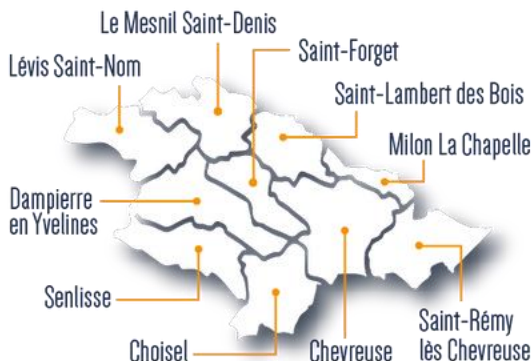 Le Mesnil Saint-Denis
Saint-Forget
Lévis Saint-Nom
Saint-Lambert des Bois
Milon La Chapelle
Dampierre
en Yvelines
Senlisse
Choisel
Chevreuse
Saint-Rémy
lès Chevreuse